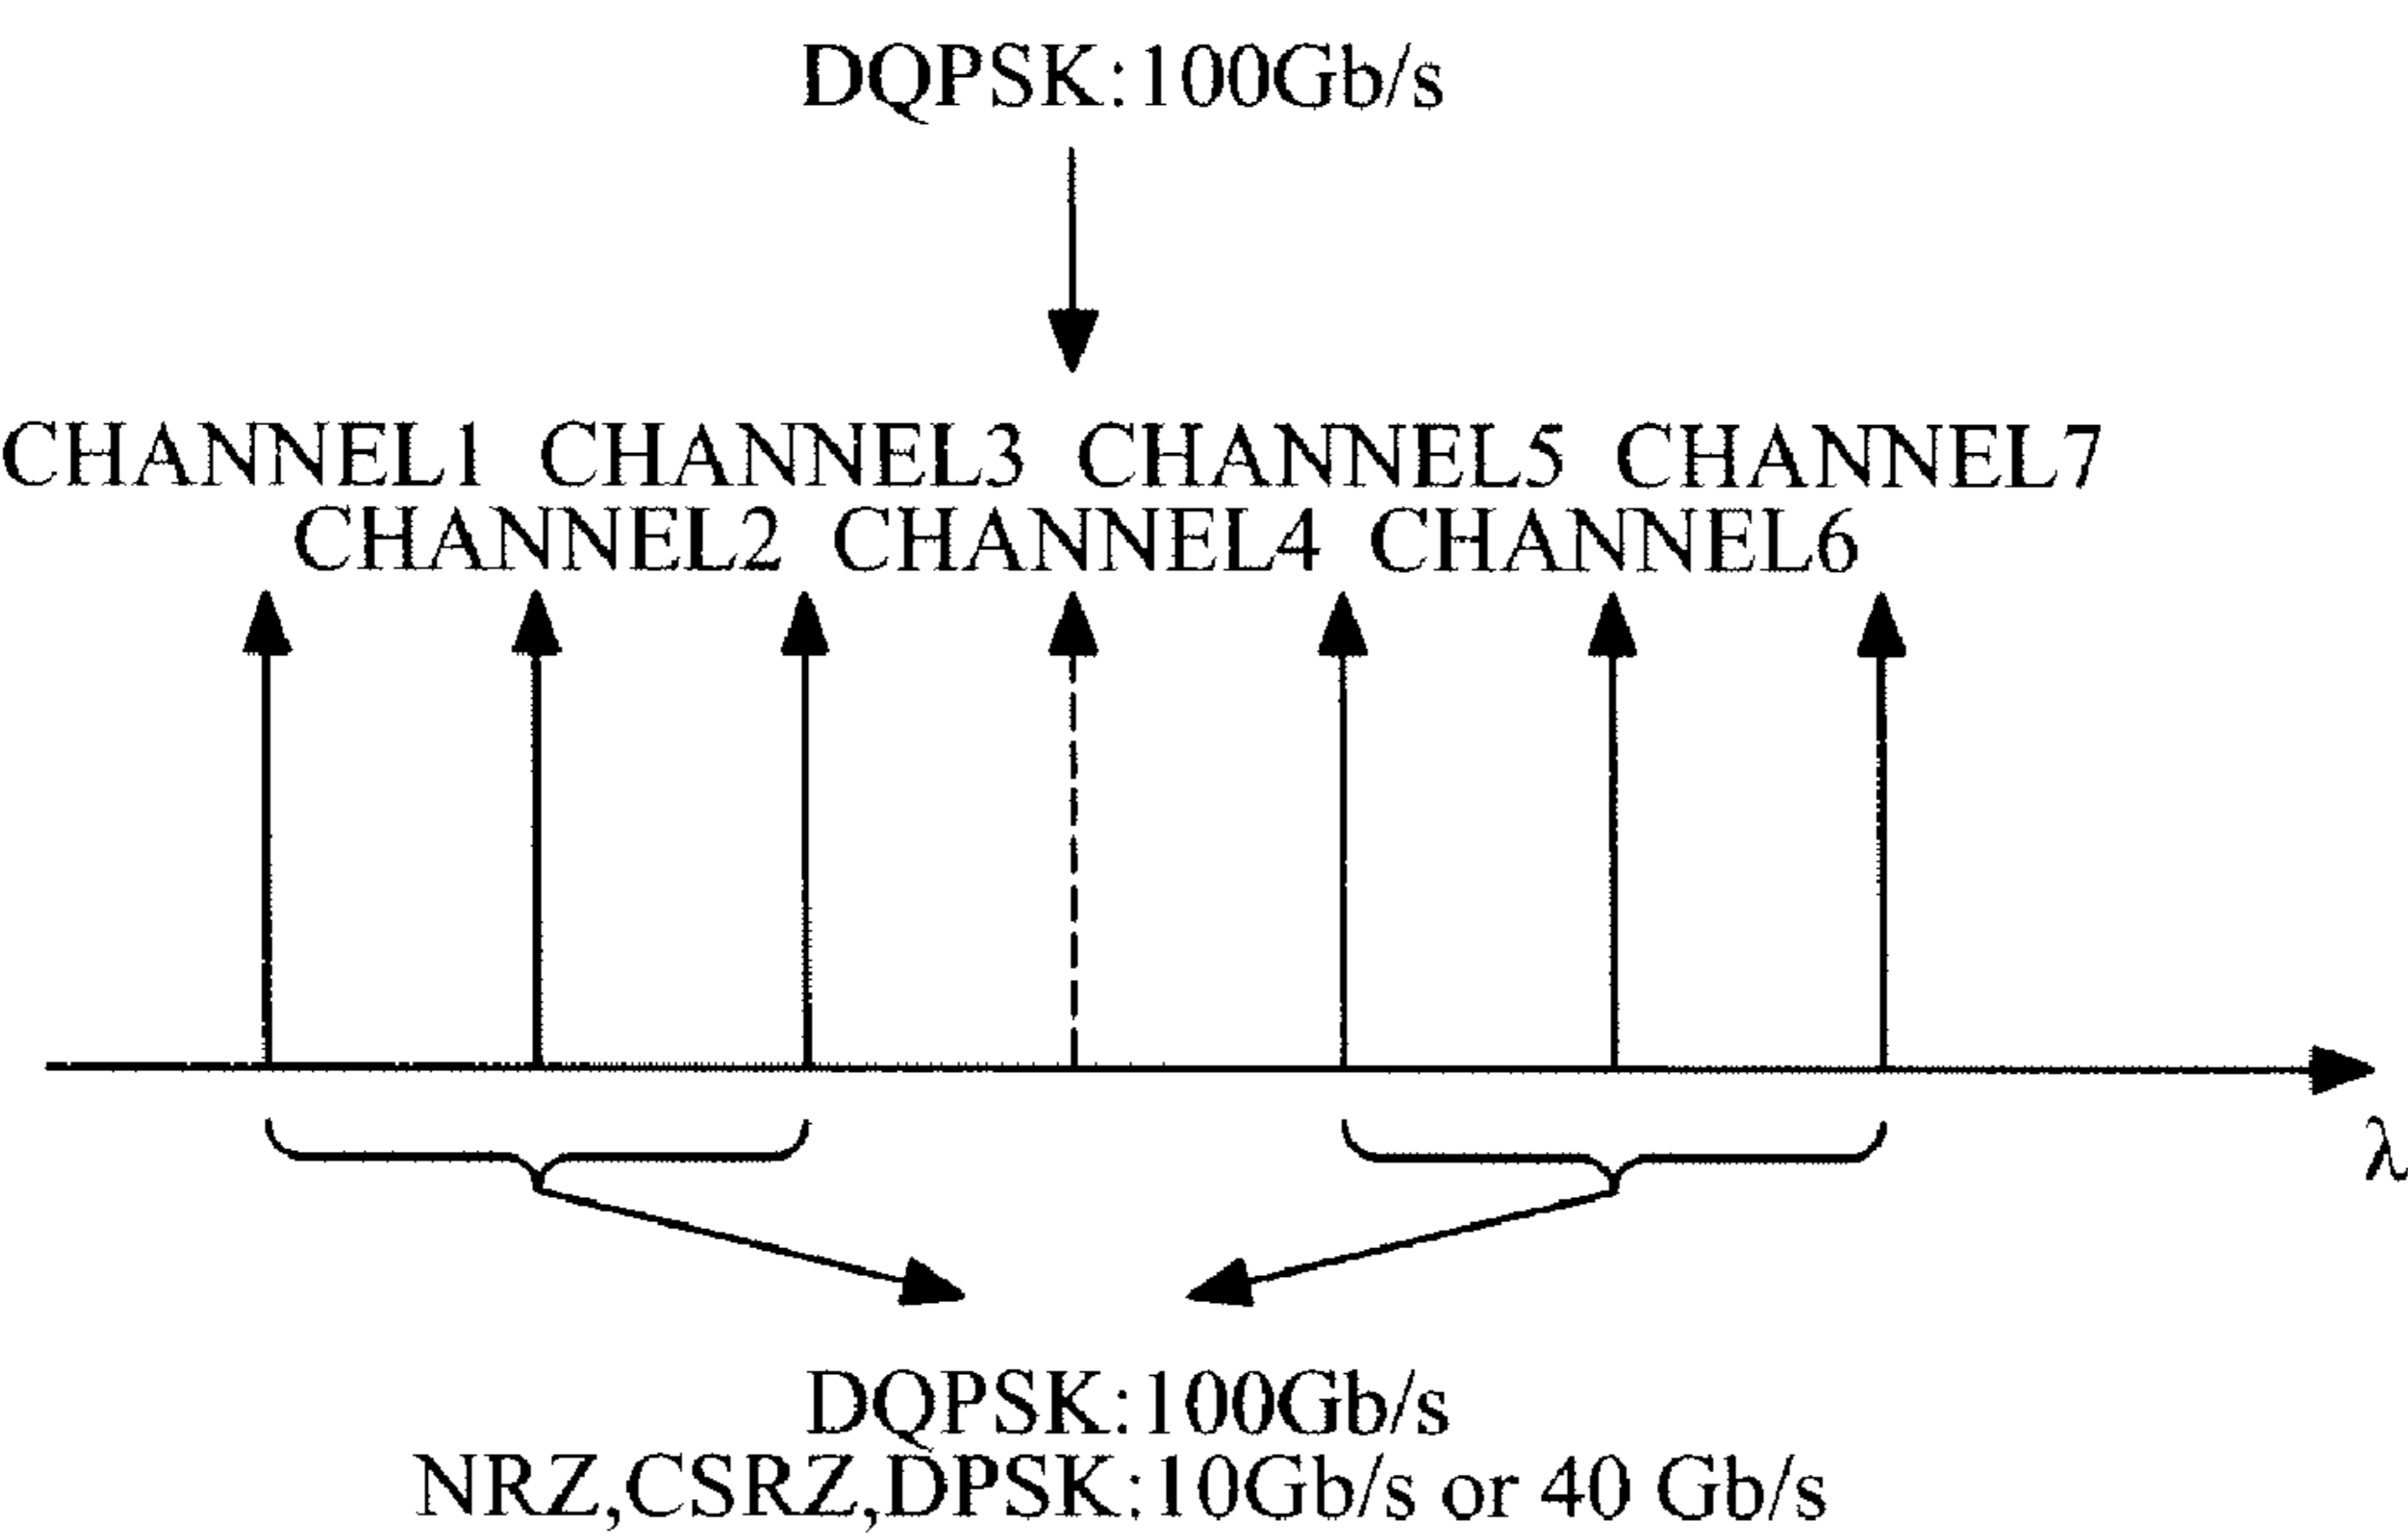 DQPSK:100Gb/s
CHANNEL1 CHANNEL3 CHANNEL5 CHANNEL7
CHANNEL2 CHANNEL4 CHANNEL6
λ
DQPSK:100Gb/s
NRZ,CSRZ,DPSK:10Gb/s or 40 Gb/s